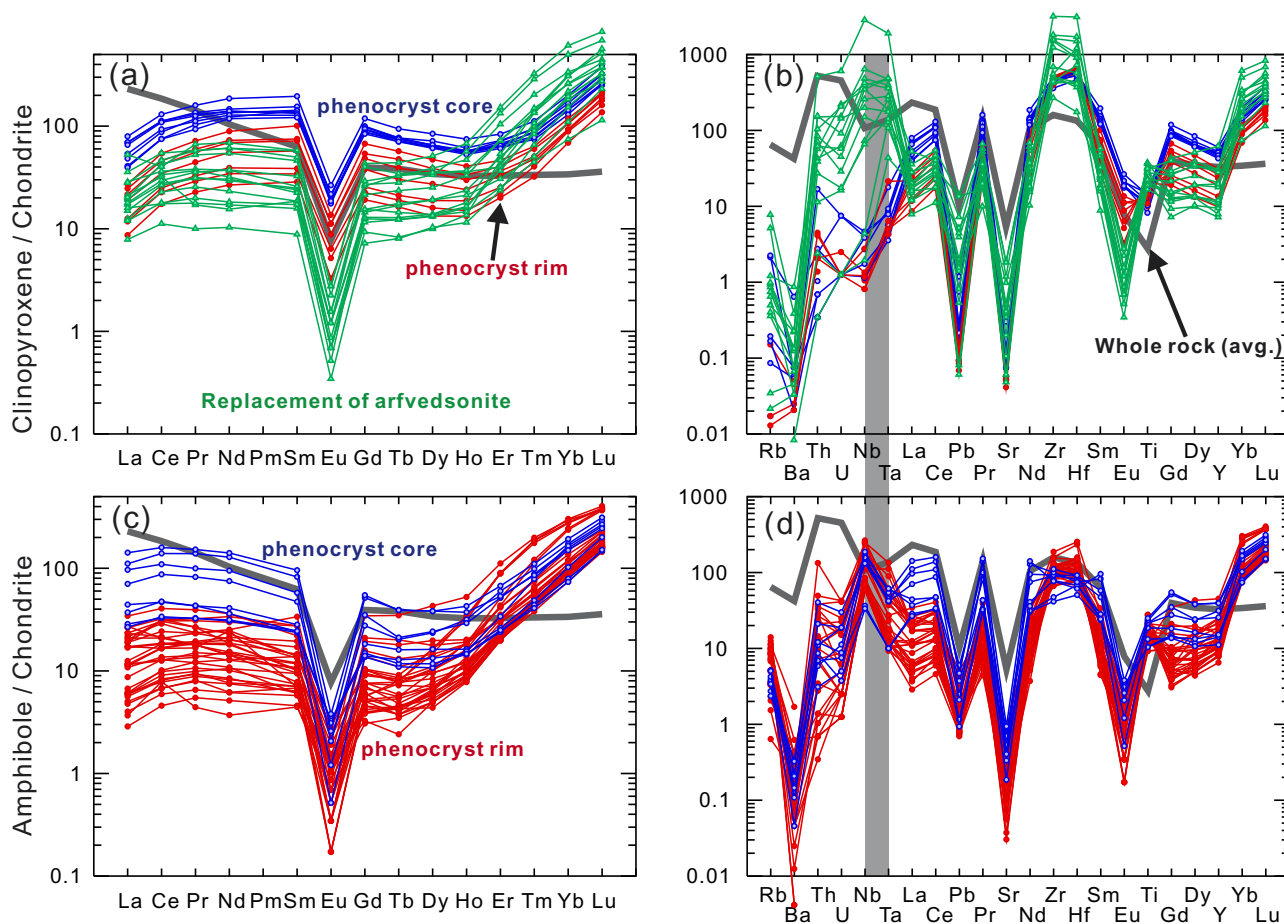 Clinopyroxene / Chondrite
(a)
100
10
1
0.1
phenocryst core
phenocryst rim
Replacement of arfvedsonite
La Ce Pr Nd Pm Sm Eu Gd Tb Dy Ho Er Tm Yb Lu
(b)
1000
100
10
1
0.1
0.01
Whole rock (avg.)
Rb Th Nb La Pb Sr Zr Sm Ti Dy Yb
Ba U Ta Ce Pr Nd Hf Eu Gd Y Lu
Amphibole / Chondrite
(c)
100
10
1
0.1
phenocryst core
phenocryst rim
La Ce Pr Nd Pm Sm Eu Gd Tb Dy Ho Er Tm Yb Lu
(d)
1000
100
10
1
0.1
0.01
Rb Th Nb La Pb Sr Zr Sm Ti Dy Yb
Ba U Ta Ce Pr Nd Hf Eu Gd Y Lu